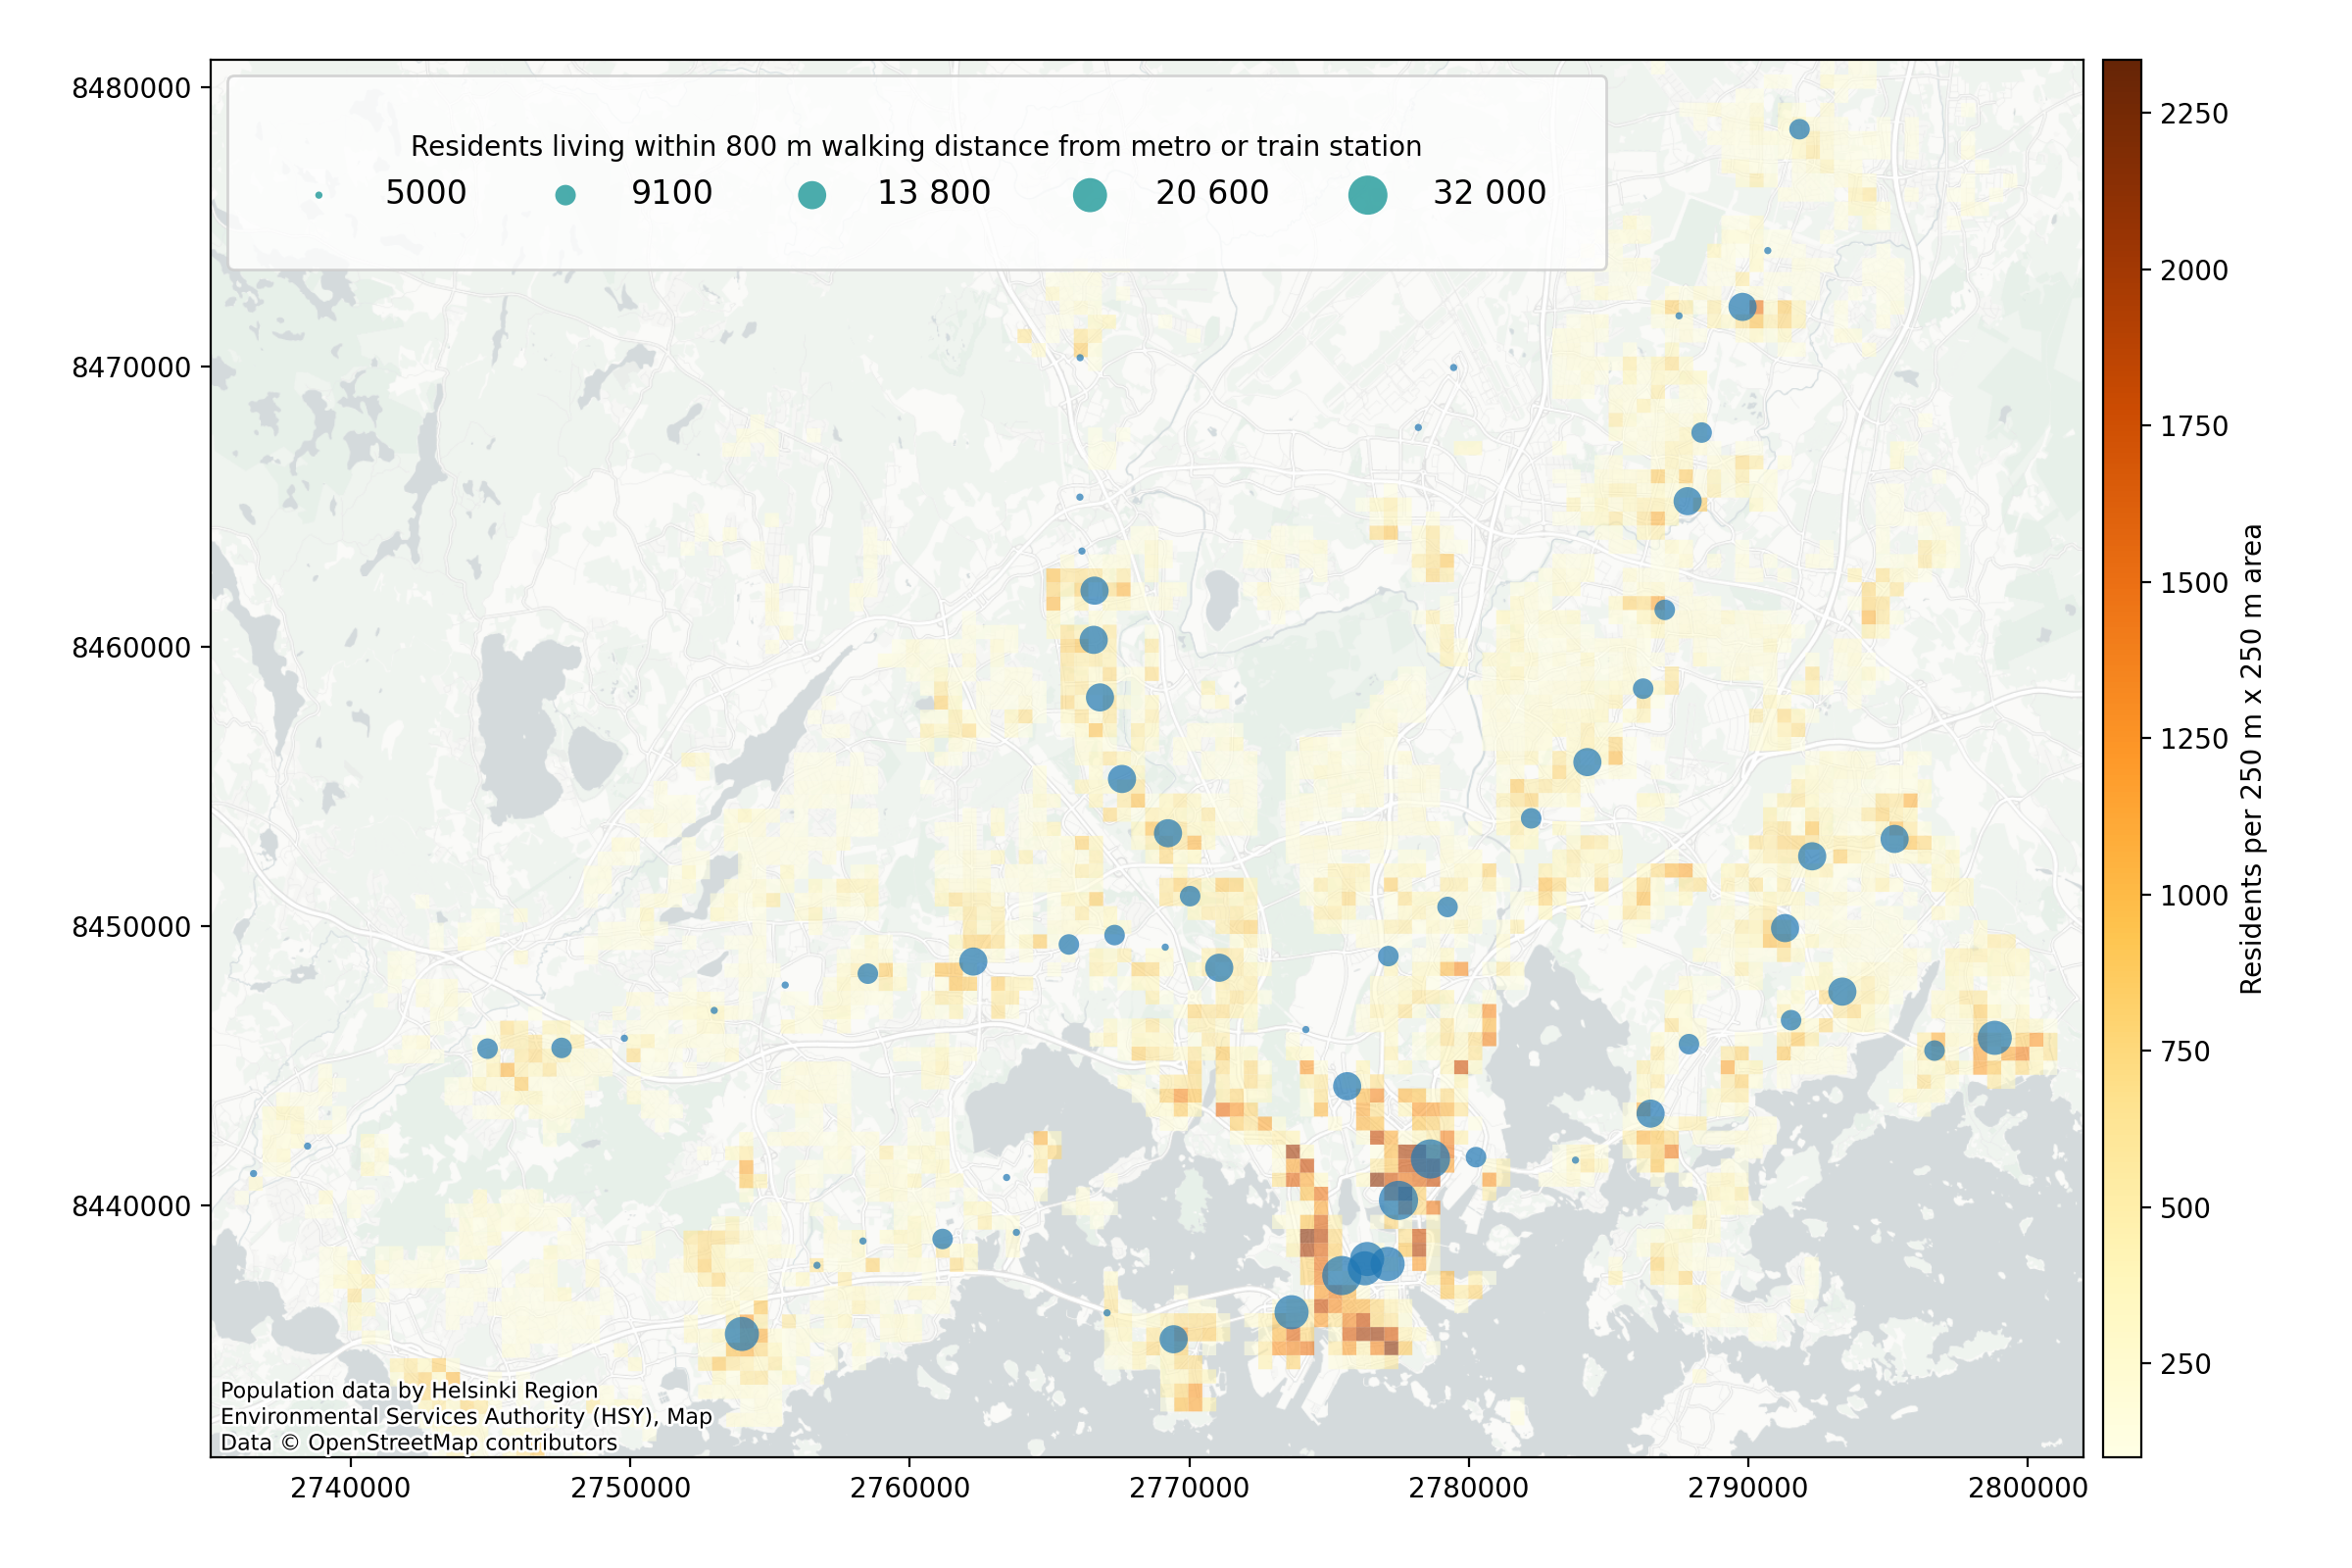 Residents living within 800 m walking distance from metro or train station
5000 9100 13 800 20 600 32 000
8480000
8470000
8460000
8450000
8440000
2740000 2750000 2760000 2770000 2780000 2790000 2800000
Population data by Helsinki Region
Environmental Services Authority (HSY), Map
Data © OpenStreetMap contributors
2250
2000
1750
1500
1250
1000
750
500
250
Residents per 250 m x 250 m area